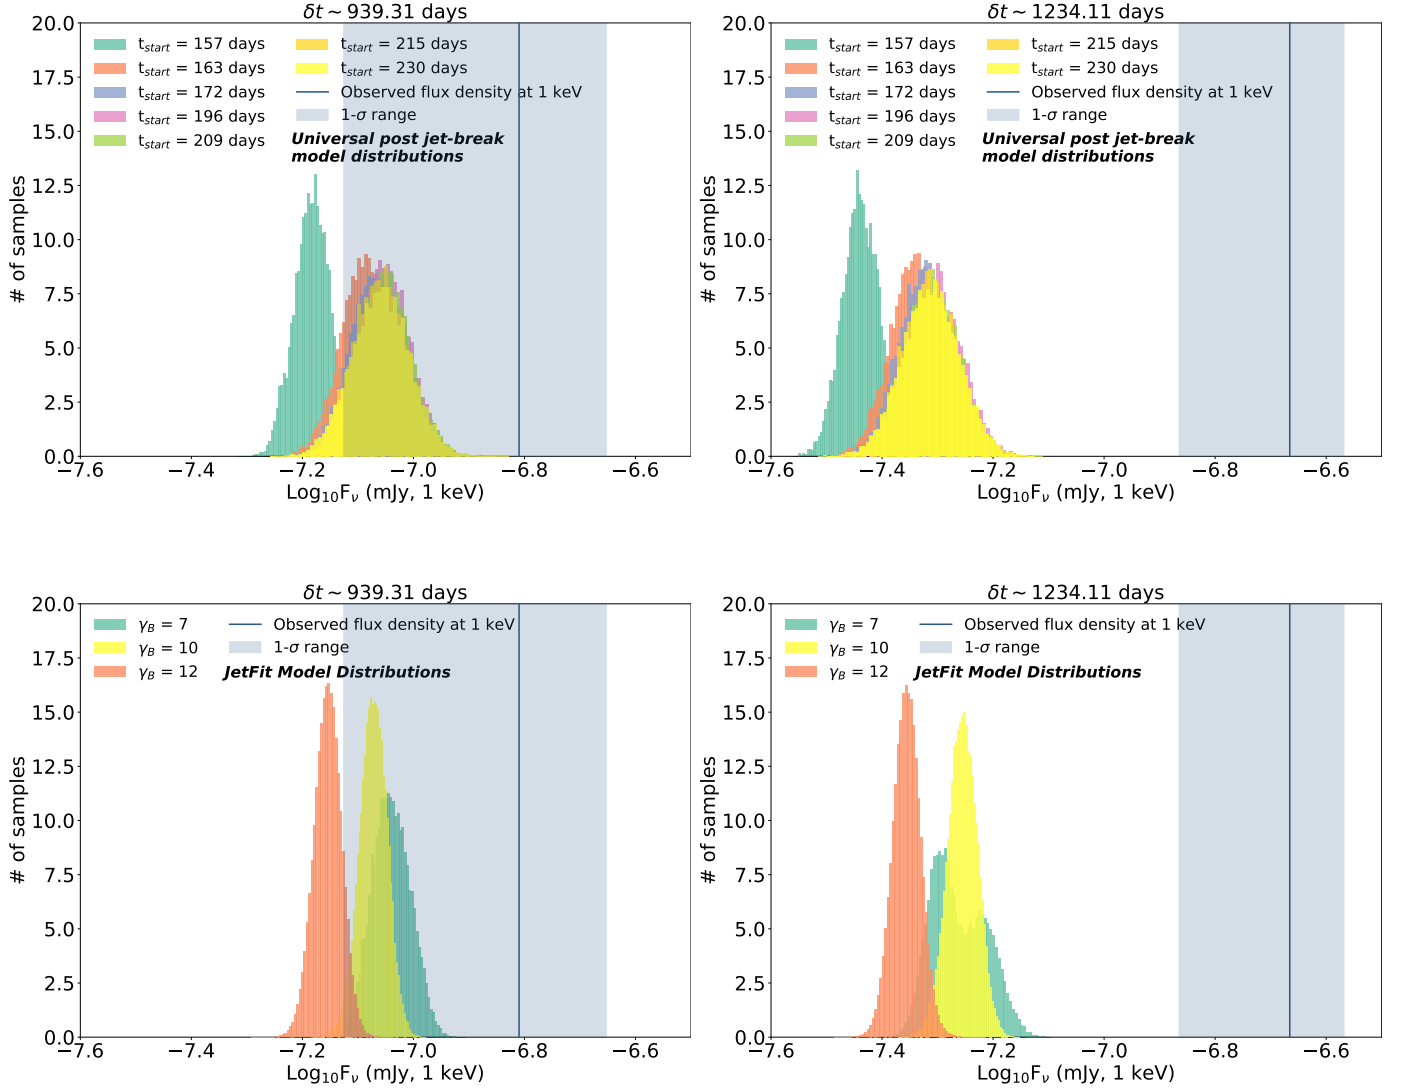 δt ~ 939.31 days
20.0
17.5
15.0
12.5
10.0
7.5
5.0
2.5
0.0
# of samples
t_start = 157 days
t_start = 163 days
t_start = 172 days
t_start = 196 days
t_start = 209 days
t_start = 215 days
t_start = 230 days
Observed flux density at 1 keV
1-σ range
Universal post jet-break
model distributions
−7.6 −7.4 −7.2 −7.0 −6.8 −6.6
Log₁₀F_ν (mJy, 1 keV)
δt ~ 1234.11 days
20.0
17.5
15.0
12.5
10.0
7.5
5.0
2.5
0.0
# of samples
t_start = 157 days
t_start = 163 days
t_start = 172 days
t_start = 196 days
t_start = 209 days
t_start = 215 days
t_start = 230 days
Observed flux density at 1 keV
1-σ range
Universal post jet-break
model distributions
−7.6 −7.4 −7.2 −7.0 −6.8 −6.6
Log₁₀F_ν (mJy, 1 keV)
δt ~ 939.31 days
20.0
17.5
15.0
12.5
10.0
7.5
5.0
2.5
0.0
# of samples
γ_B = 7
γ_B = 10
γ_B = 12
Observed flux density at 1 keV
1-σ range
JetFit Model Distributions
−7.6 −7.4 −7.2 −7.0 −6.8 −6.6
Log₁₀F_ν (mJy, 1 keV)
δt ~ 1234.11 days
20.0
17.5
15.0
12.5
10.0
7.5
5.0
2.5
0.0
# of samples
γ_B = 7
γ_B = 10
γ_B = 12
Observed flux density at 1 keV
1-σ range
JetFit Model Distributions
−7.6 −7.4 −7.2 −7.0 −6.8 −6.6
Log₁₀F_ν (mJy, 1 keV)